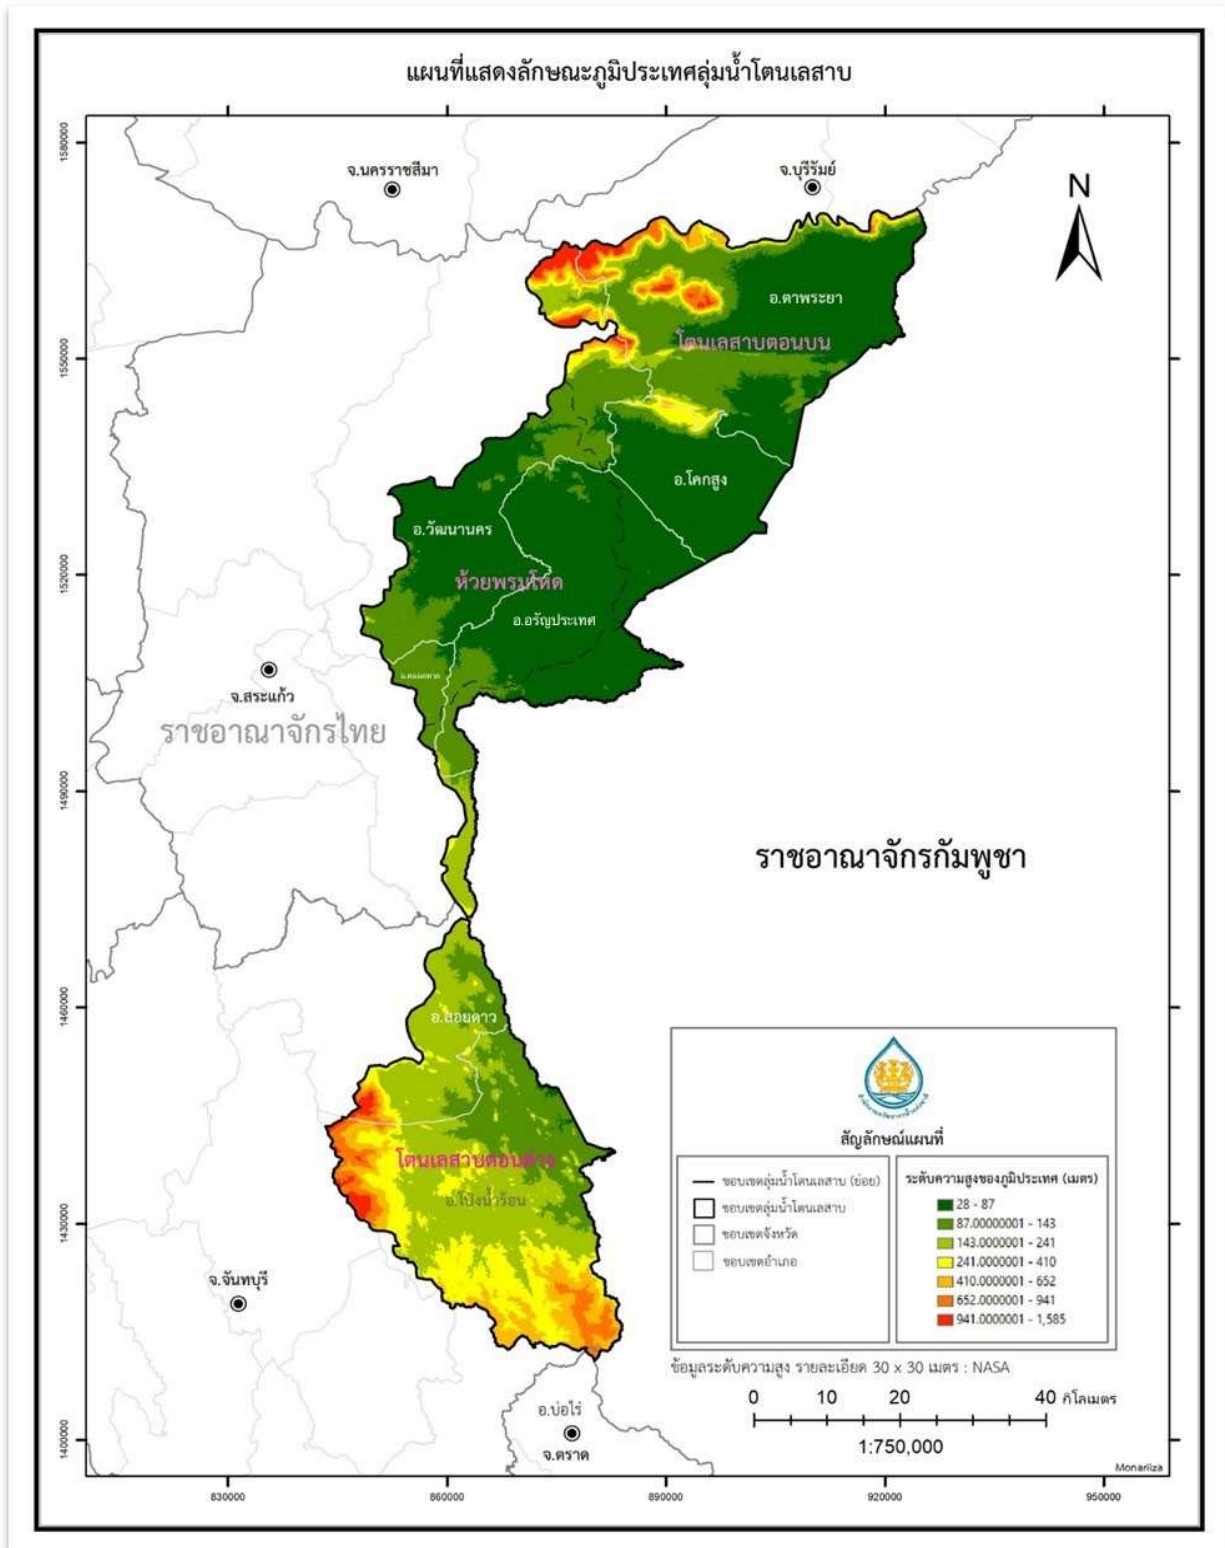 แผนที่แสดงลักษณะภูมิประเทศลุ่มน้ำโตนเลสาบ
จ.นครราชสีมา
จ.บุรีรัมย์
N
อ.ตาพระยา
โตนเลสาบตอนบน
อ.โคกสูง
อ.วัฒนานคร
ห้วยพรมโหด
อ.อรัญประเทศ
จ.สระแก้ว
ราชอาณาจักรไทย
ราชอาณาจักรกัมพูชา
อ.สอยดาว
โตนเลสาบตอนล่าง
อ.โป่งน้ำร้อน
จ.จันทบุรี
อ.บ่อไร่
จ.ตราด
1580000
1550000
1520000
1490000
1460000
1430000
1400000
830000
860000
890000
920000
950000
สัญลักษณ์แผนที่
ขอบเขตลุ่มน้ำโตนเลสาบ (ย่อย)
ขอบเขตลุ่มน้ำโตนเลสาบ
ขอบเขตจังหวัด
ขอบเขตอำเภอ
ระดับความสูงของภูมิประเทศ (เมตร)
28 - 87
87.00000001 - 143
143.0000001 - 241
241.0000001 - 410
410.0000001 - 652
652.0000001 - 941
941.0000001 - 1,585
ข้อมูลระดับความสูง รายละเอียด 30 x 30 เมตร : NASA
0 10 20 40 กิโลเมตร
1:750,000
Monariiza